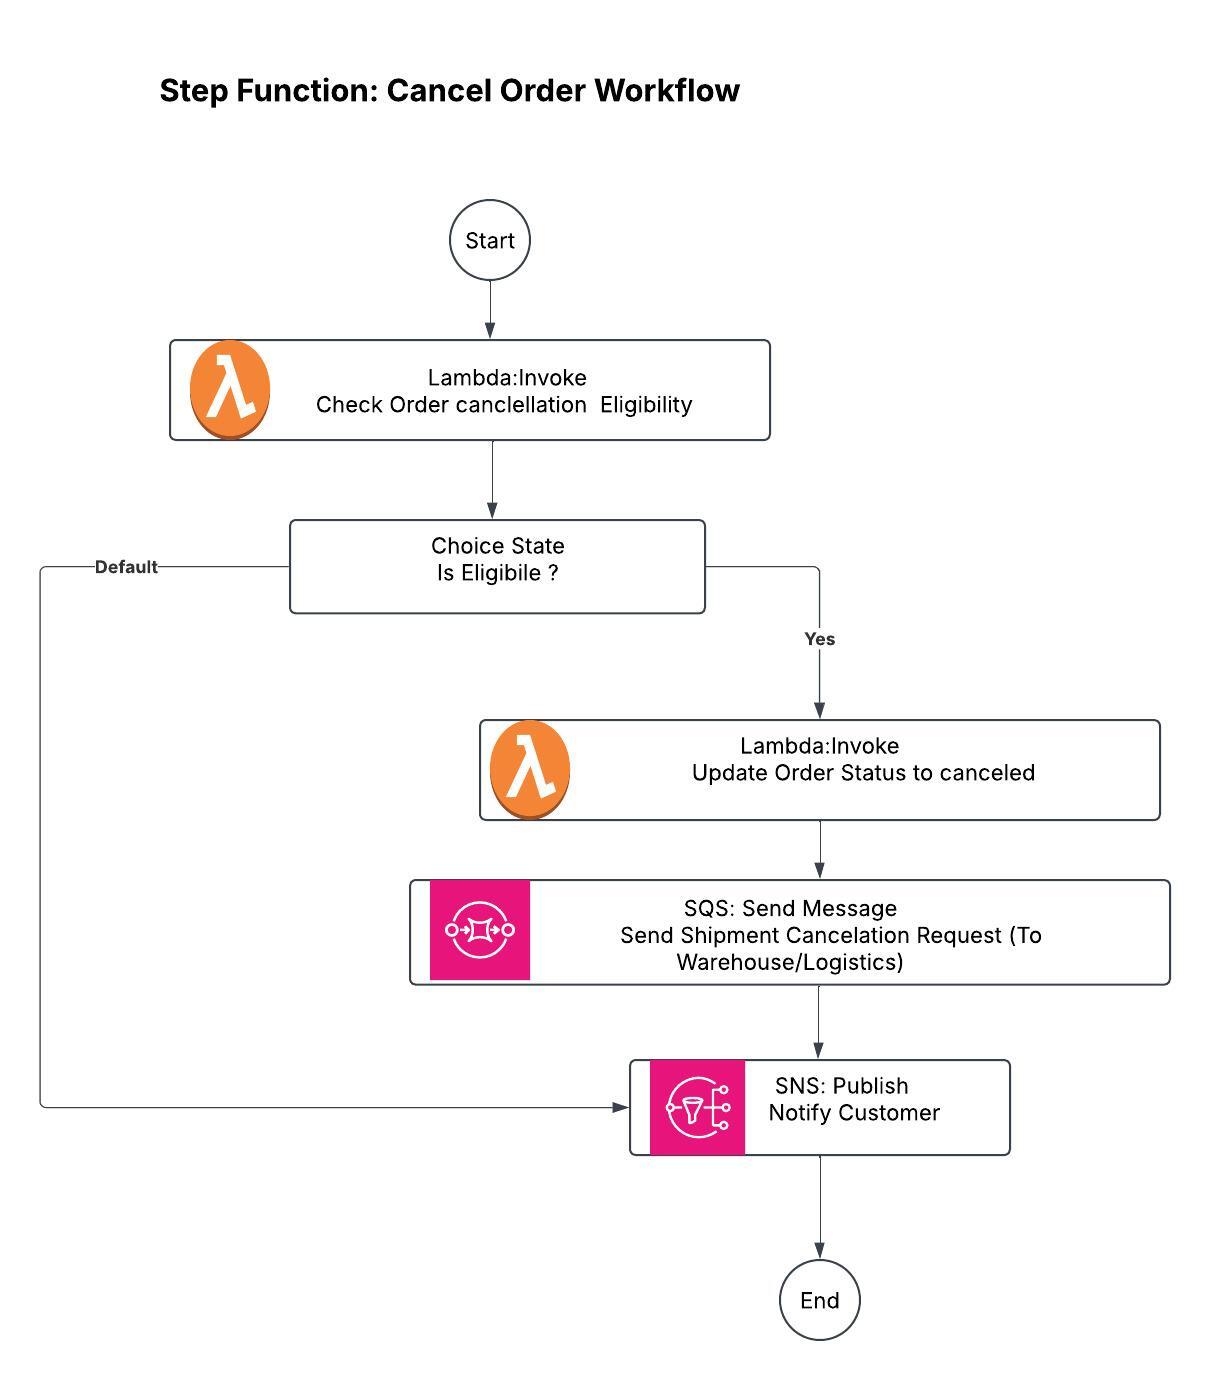 Step Function: Cancel Order Workflow
Start
Lambda:Invoke
Check Order canclellation  Eligibility
Choice State
Is Eligibile ?
Default
Yes
Lambda:Invoke
Update Order Status to canceled
SQS: Send Message
Send Shipment Cancelation Request (To
Warehouse/Logistics)
SNS: Publish
Notify Customer
End